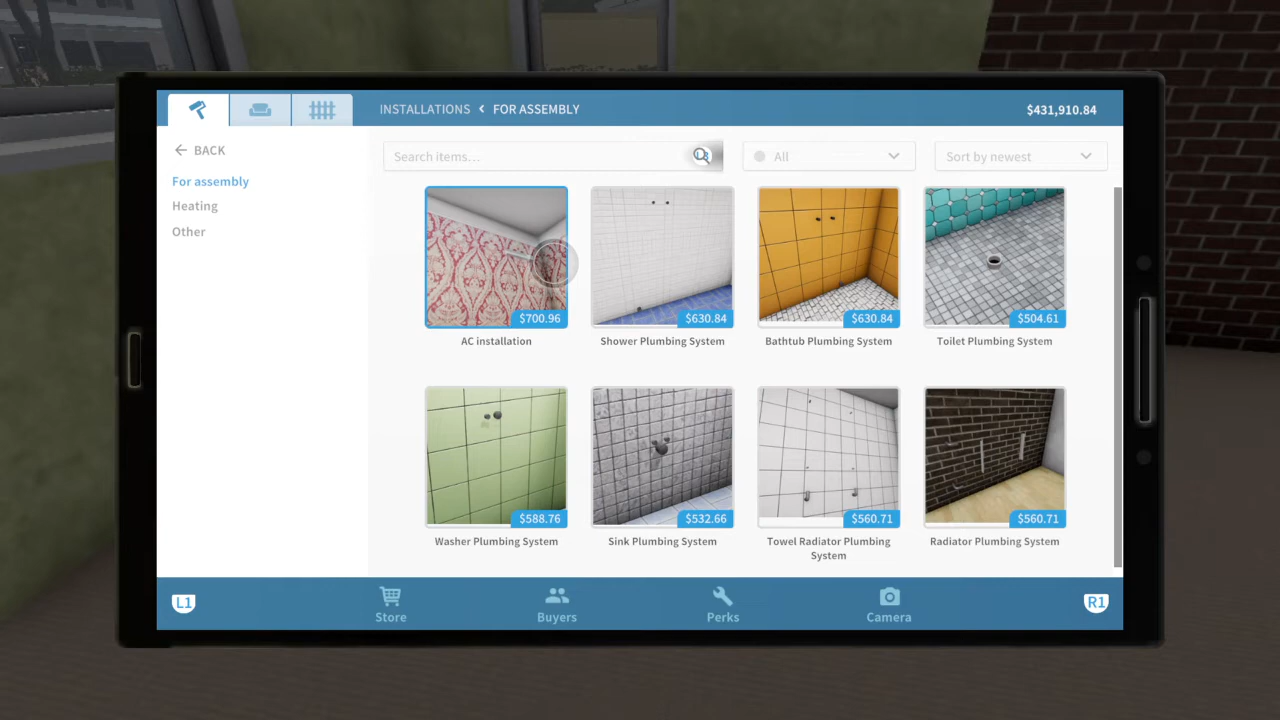 INSTALLATIONS < FOR ASSEMBLY
$431,910.84
BACK
For assembly
Heating
Other
Search items...
All
Sort by newest
$700.96
$630.84
$630.84
$504.61
AC installation
Shower Plumbing System
Bathtub Plumbing System
Toilet Plumbing System
$588.76
$532.66
$560.71
$560.71
Washer Plumbing System
Sink Plumbing System
Towel Radiator Plumbing
System
Radiator Plumbing System
L1
Store
Buyers
Perks
Camera
R1